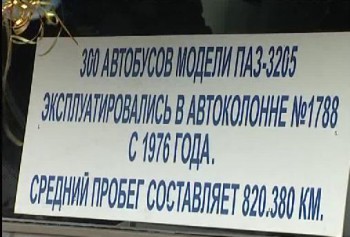 300 АВТОБУСОВ МОДЕЛИ ПАЗ-3205
ЭКСПЛУАТИРОВАЛИСЬ В АВТОКОЛОННЕ №1788
С 1976 ГОДА.
СРЕДНИЙ ПРОБЕГ СОСТАВЛЯЕТ 820.380 КМ.